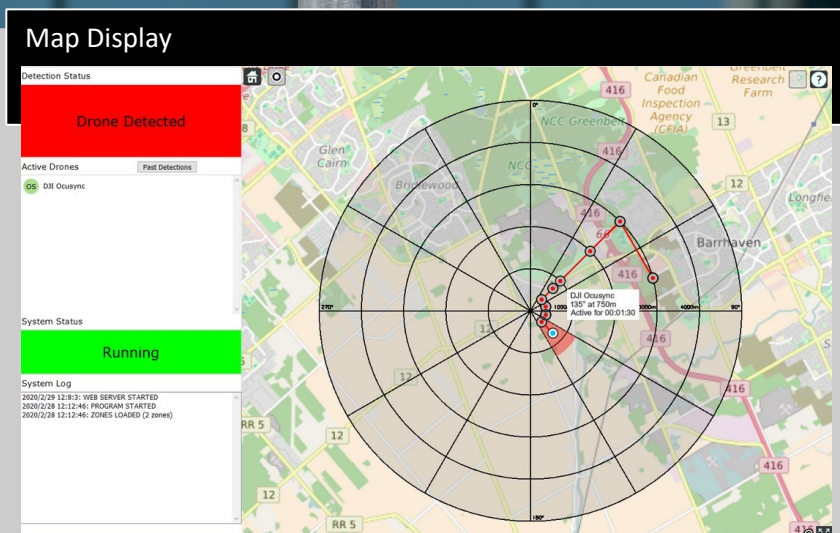 Map Display
Detection Status
Drone Detected
Active Drones
Past Detections
OS
DJI Ocusync
System Status
Running
System Log
2020/2/29 12:8:3: WEB SERVER STARTED
2020/2/28 12:12:46: PROGRAM STARTED
2020/2/28 12:12:46: ZONES LOADED (2 zones)
?
Canadian
Food
Inspection
Agency
(CFIA)
Greenbelt
Research
Farm
416
13
0°
NCC Greenbelt
416
Glen
Cairn
NCC
Bridlewood
12
416
Barrhaven
416
DJI Ocusync
135° at 750m
Active for 00:01:30
270°
4000m
90°
12
416
12
416
RR 5
12
416
12
180°
RR 5